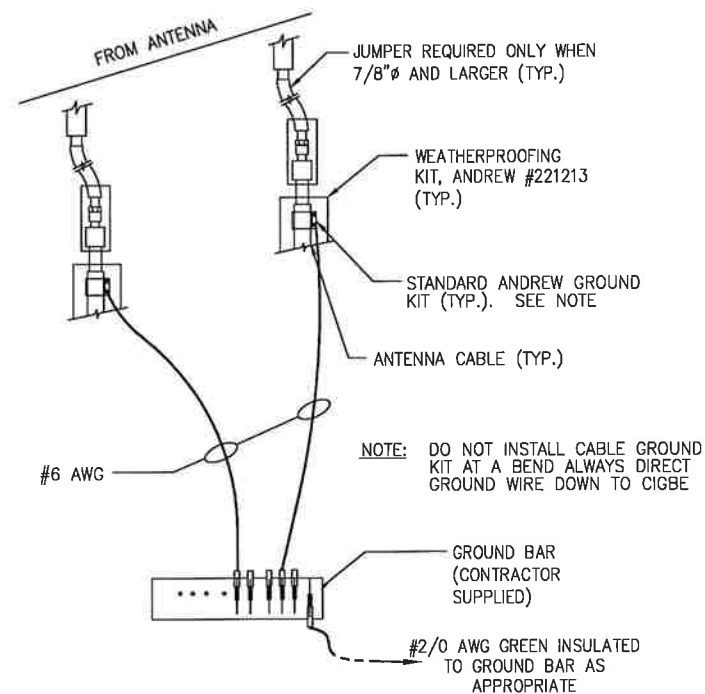 FROM ANTENNA
JUMPER REQUIRED ONLY WHEN
7/8"ø AND LARGER (TYP.)
WEATHERPROOFING
KIT, ANDREW #221213
(TYP.)
STANDARD ANDREW GROUND
KIT (TYP.). SEE NOTE
ANTENNA CABLE (TYP.)
#6 AWG
NOTE: DO NOT INSTALL CABLE GROUND
KIT AT A BEND ALWAYS DIRECT
GROUND WIRE DOWN TO CIGBE
GROUND BAR
(CONTRACTOR
SUPPLIED)
#2/0 AWG GREEN INSULATED
TO GROUND BAR AS
APPROPRIATE